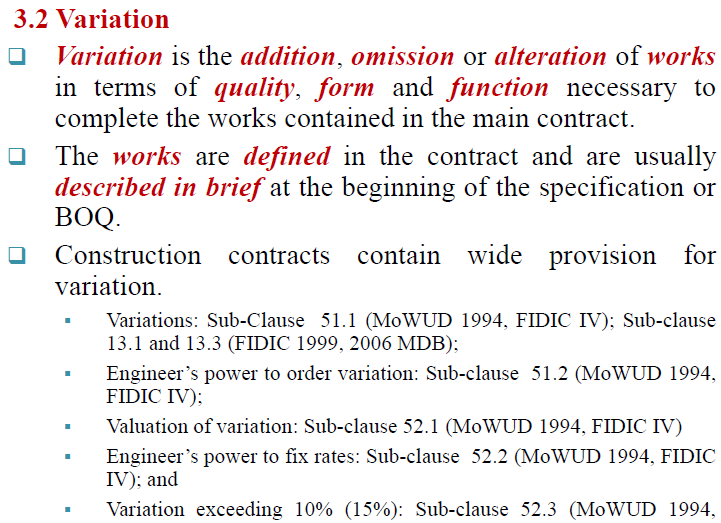 3.2 Variation
❑ Variation is the addition, omission or alteration of works
in terms of quality, form and function necessary to
complete the works contained in the main contract.
❑ The works are defined in the contract and are usually
described in brief at the beginning of the specification or
BOQ.
❑ Construction contracts contain wide provision for
variation.
▪ Variations: Sub-Clause 51.1 (MoWUD 1994, FIDIC IV); Sub-clause
13.1 and 13.3 (FIDIC 1999, 2006 MDB);
▪ Engineer's power to order variation: Sub-clause 51.2 (MoWUD 1994,
FIDIC IV);
▪ Valuation of variation: Sub-clause 52.1 (MoWUD 1994, FIDIC IV)
▪ Engineer's power to fix rates: Sub-clause 52.2 (MoWUD 1994, FIDIC
IV); and
▪ Variation exceeding 10% (15%): Sub-clause 52.3 (MoWUD 1994,